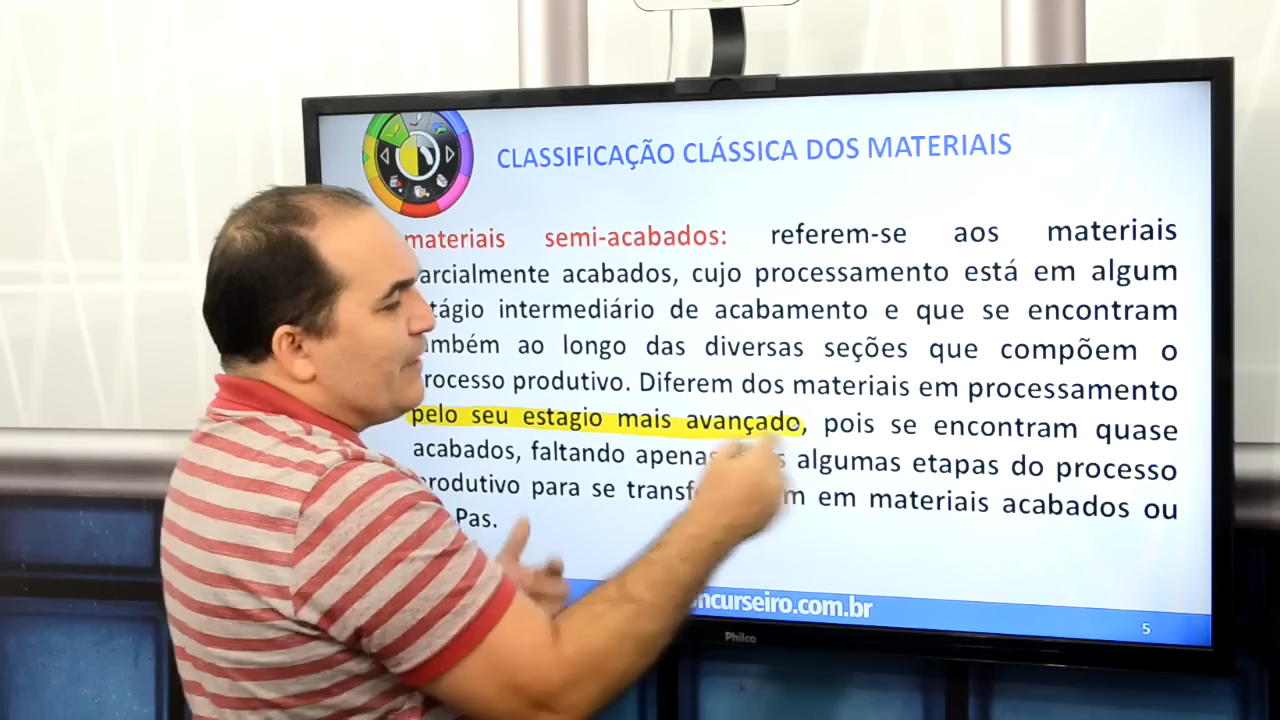 CLASSIFICAÇÃO CLÁSSICA DOS MATERIAIS
materiais semi-acabados: referem-se aos materiais
arcialmente acabados, cujo processamento está em algum
tágio intermediário de acabamento e que se encontram
ambém ao longo das diversas seções que compõem o
rocesso produtivo. Diferem dos materiais em processamento
pelo seu estagio mais avançado, pois se encontram quase
acabados, faltando apenas algumas etapas do processo
rodutivo para se transf m em materiais acabados ou
Pas.
ncurseiro.com.br
5
Philco